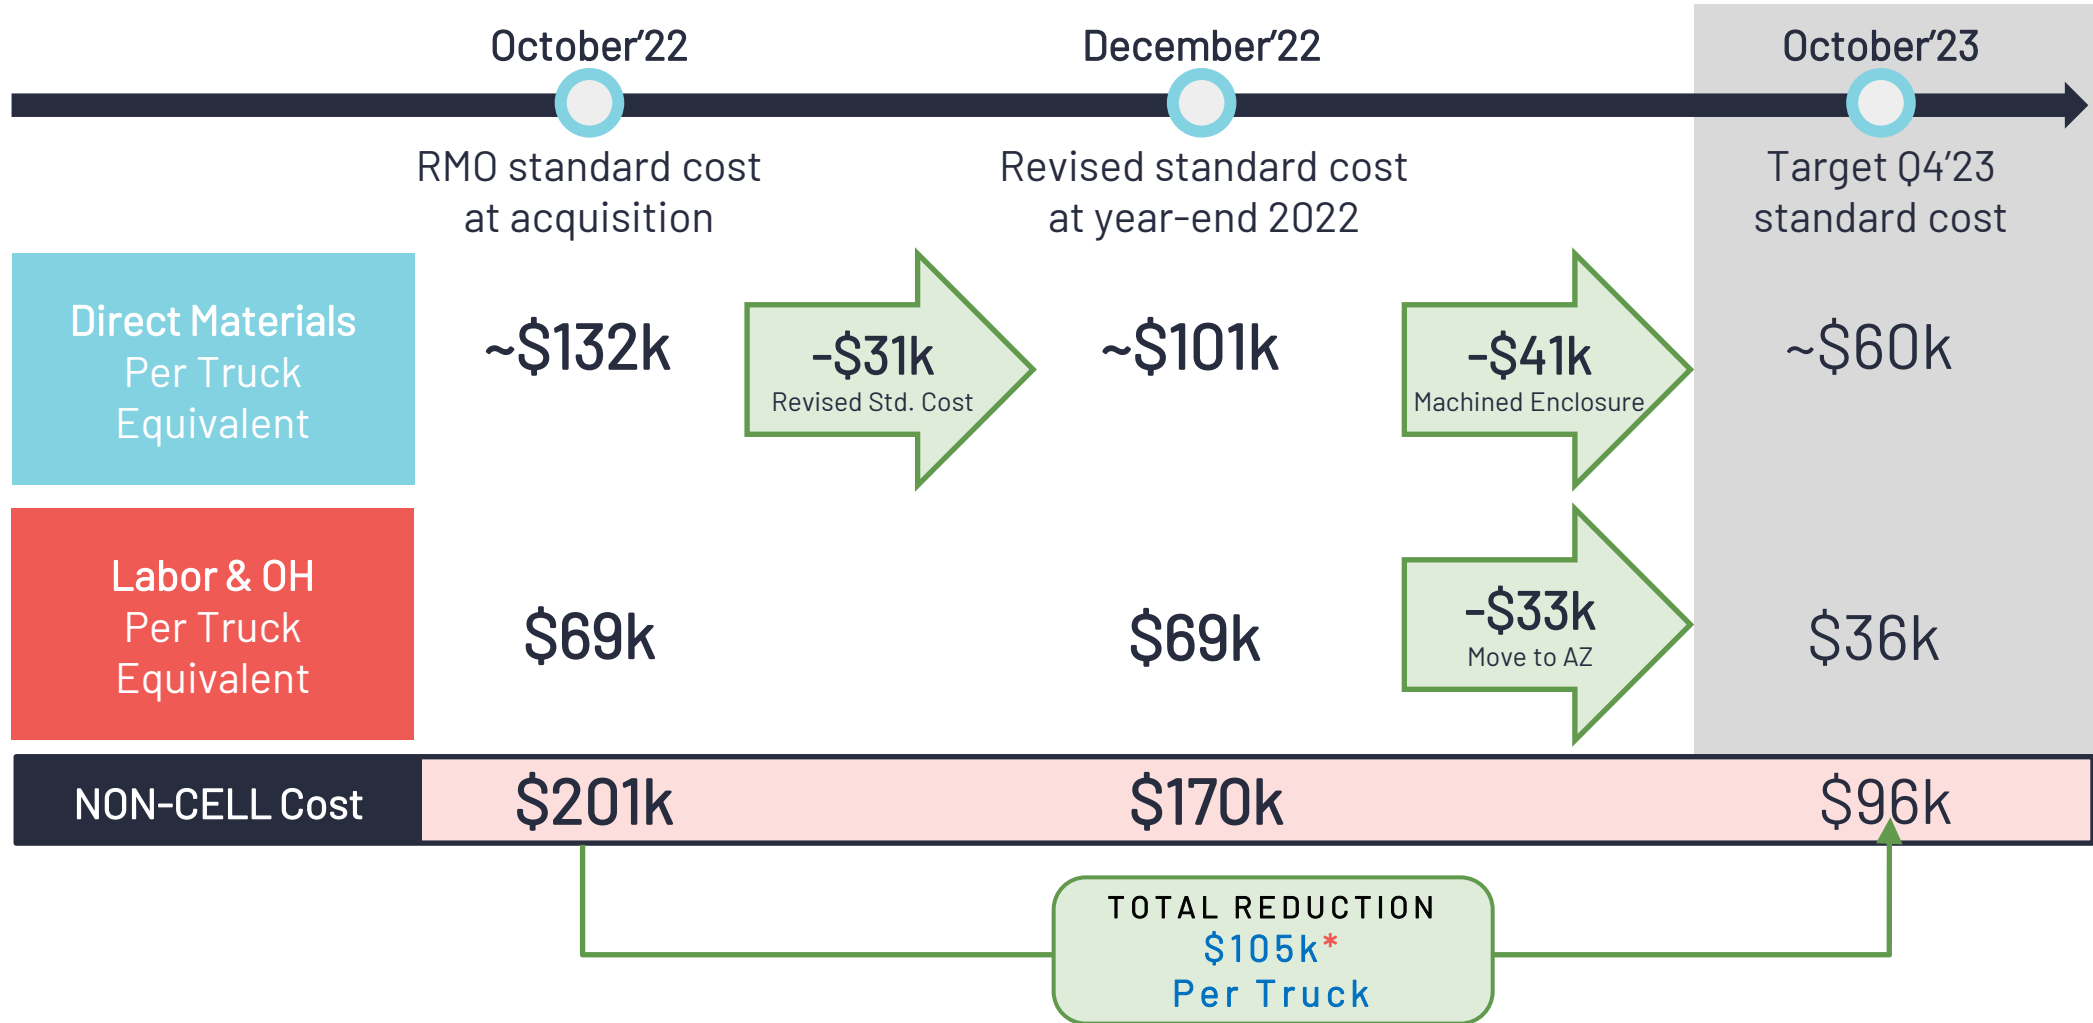 October'22
December'22
October'23
RMO standard cost
at acquisition
Revised standard cost
at year-end 2022
Target Q4'23
standard cost
Direct Materials
Per Truck
Equivalent
~$132k
-$31k
Revised Std. Cost
~$101k
-$41k
Machined Enclosure
~$60k
Labor & OH
Per Truck
Equivalent
$69k
$69k
-$33k
Move to AZ
$36k
NON-CELL Cost
$201k
$170k
$96k
TOTAL REDUCTION
$105k*
Per Truck